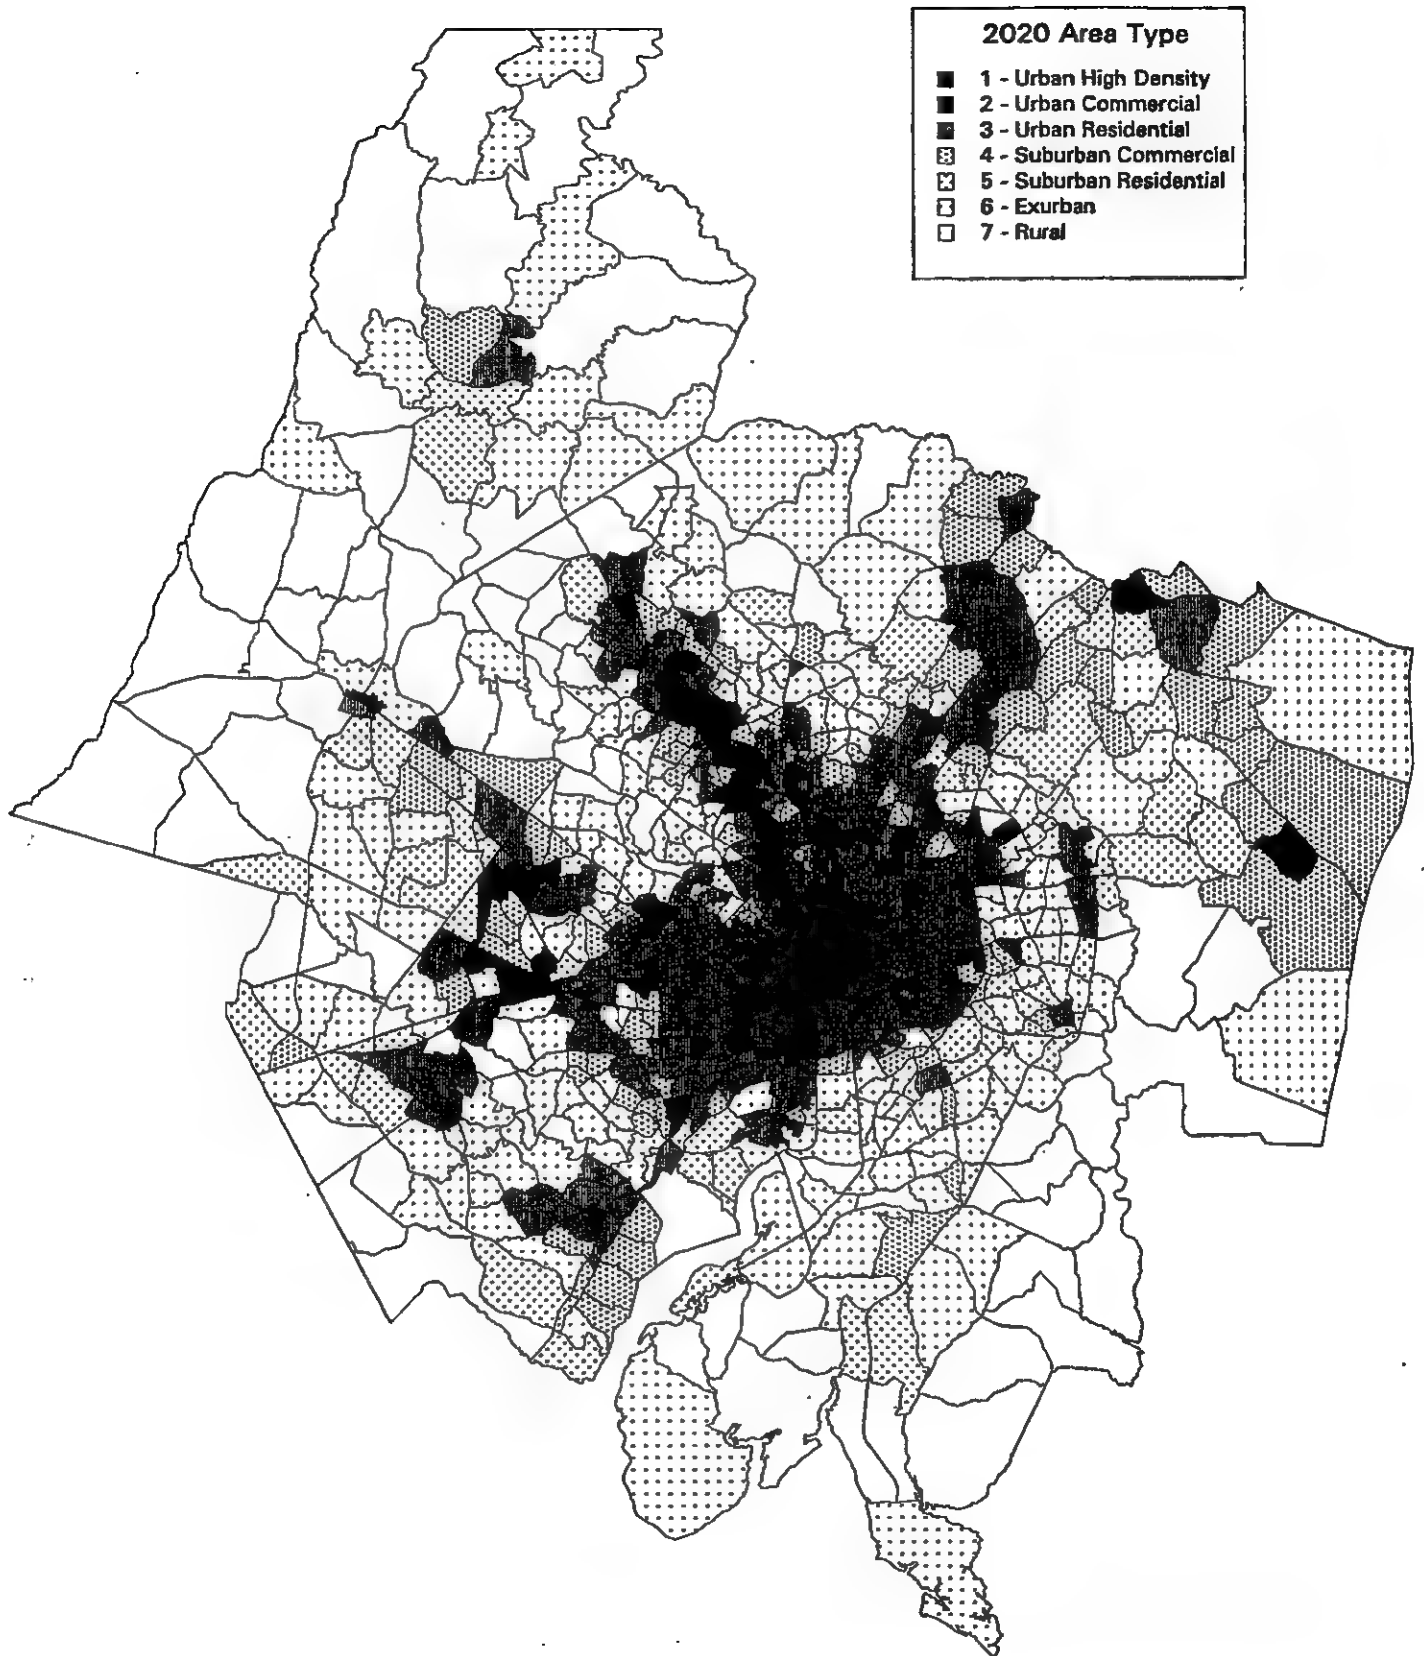 2020 Area Type
1 - Urban High Density
2 - Urban Commercial
3 - Urban Residential
4 - Suburban Commercial
5 - Suburban Residential
6 - Exurban
7 - Rural